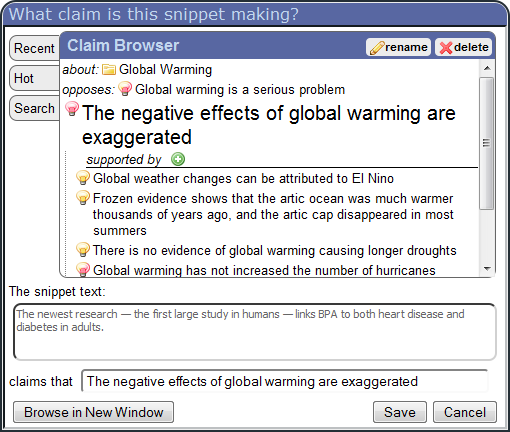 What claim is this snippet making?
Recent
Hot
Search
Claim Browser
rename
delete
about: Global Warming
opposes: Global warming is a serious problem
The negative effects of global warming are
exaggerated
supported by
Global weather changes can be attributed to El Nino
Frozen evidence shows that the artic ocean was much warmer
thousands of years ago, and the artic cap disappeared in most
summers
There is no evidence of global warming causing longer droughts
Global warming has not increased the number of hurricanes
The snippet text:
The newest research — the first large study in humans — links BPA to both heart disease and
diabetes in adults.
claims that The negative effects of global warming are exaggerated
Browse in New Window
Save
Cancel